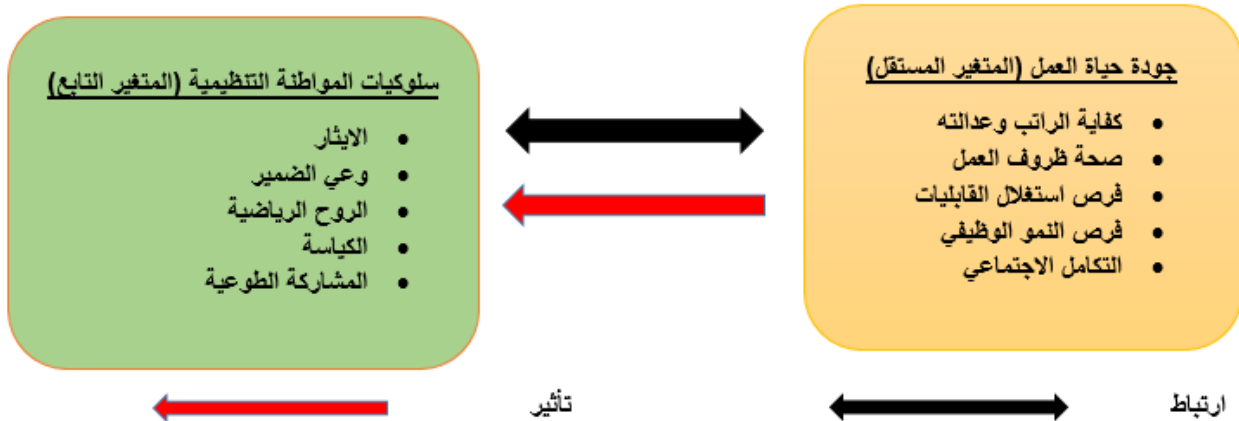 جودة حياة العمل (المتغير المستقل)
• كفاية الراتب وعدالته
• صحة ظروف العمل
• فرص استغلال القابليات
• فرص النمو الوظيفي
• التكامل الاجتماعي
سلوكيات المواطنة التنظيمية (المتغير التابع)
• الايثار
• وعي الضمير
• الروح الرياضية
• الكياسة
• المشاركة الطوعية
ارتباط
تأثير